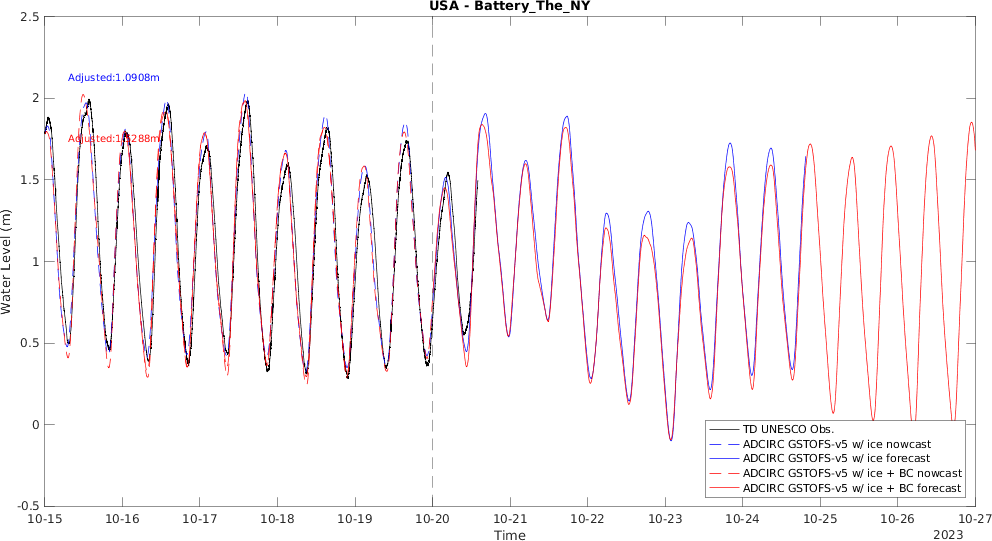 USA - Battery_The_NY
Adjusted:1.0908m
Water Level (m)
2.5
2
1.5
1
0.5
0
-0.5
TD UNESCO Obs.
ADCIRC GSTOFS-v5 w/ ice nowcast
ADCIRC GSTOFS-v5 w/ ice forecast
ADCIRC GSTOFS-v5 w/ ice + BC nowcast
ADCIRC GSTOFS-v5 w/ ice + BC forecast
10-15 10-16 10-17 10-18 10-19 10-20 10-21 10-22 10-23 10-24 10-25 10-26 10-27
Time
2023